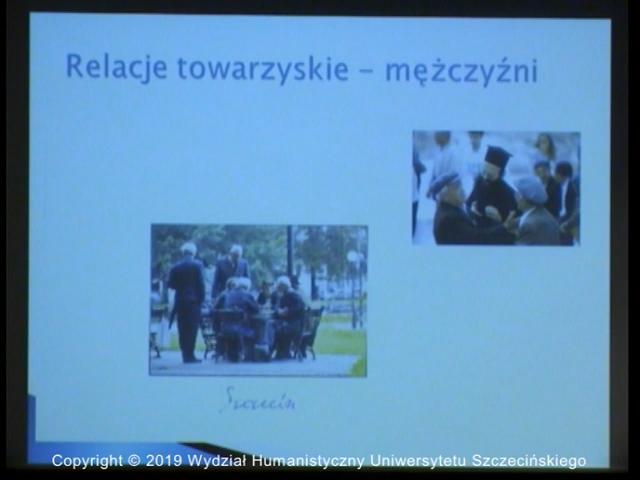 Relacje towarzyskie – mężczyźni
Szczecin
Copyright © 2019 Wydział Humanistyczny Uniwersytetu Szczecińskiego